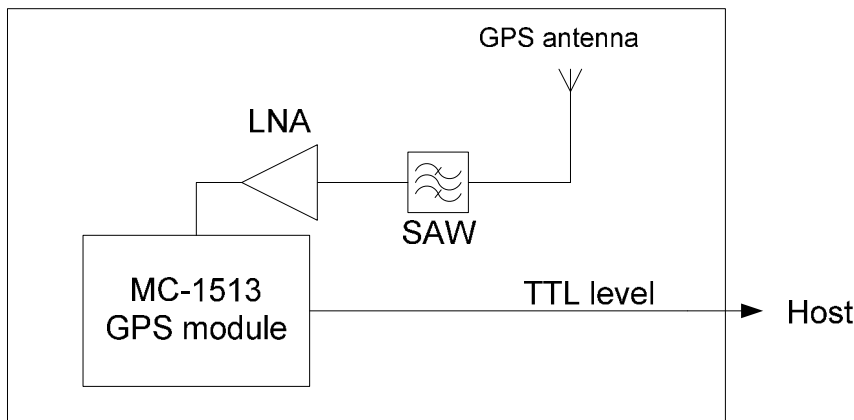 GPS antenna
LNA
SAW
MC-1513
GPS module
TTL level
Host